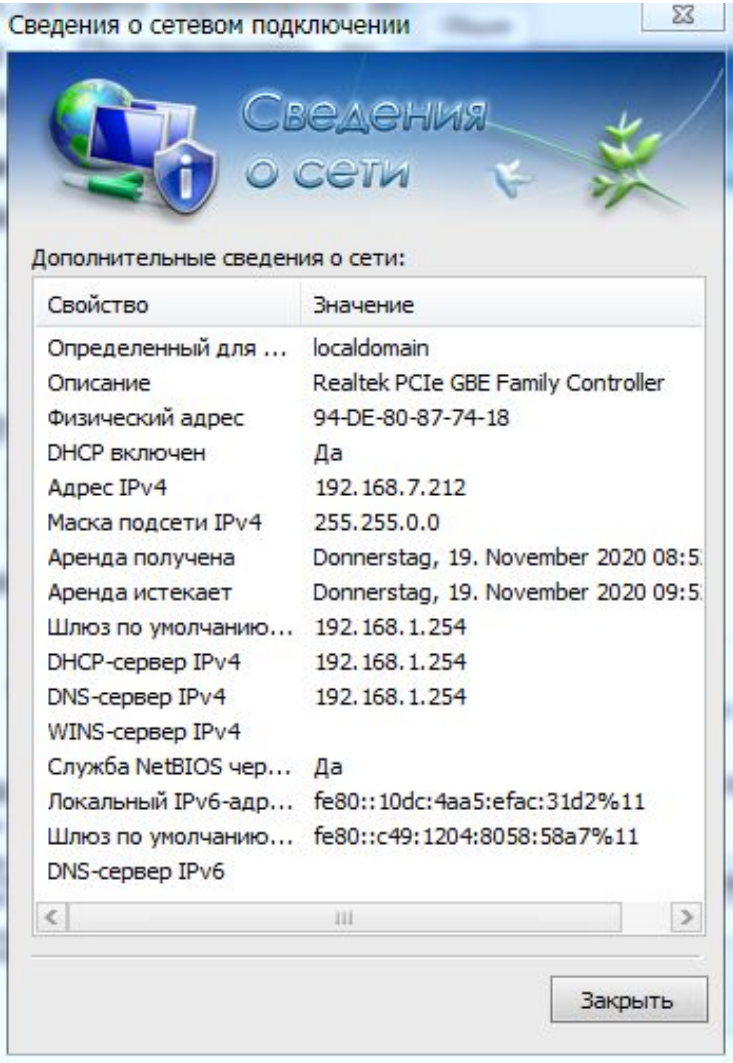 Сведения о сетевом подключении
Сведения
о сети
Дополнительные сведения о сети:
Свойство Значение
Определенный для ... localdomain
Описание Realtek PCIe GBE Family Controller
Физический адрес 94-DE-80-87-74-18
DHCP включен Да
Адрес IPv4 192.168.7.212
Маска подсети IPv4 255.255.0.0
Аренда получена Donnerstag, 19. November 2020 08:5
Аренда истекает Donnerstag, 19. November 2020 09:5
Шлюз по умолчанию... 192.168.1.254
DHCP-сервер IPv4 192.168.1.254
DNS-сервер IPv4 192.168.1.254
WINS-сервер IPv4
Служба NetBIOS чер... Да
Локальный IPv6-адр... fe80::10dc:4aa5:efac:31d2%11
Шлюз по умолчанию... fe80::c49:1204:8058:58a7%11
DNS-сервер IPv6
Закрыть